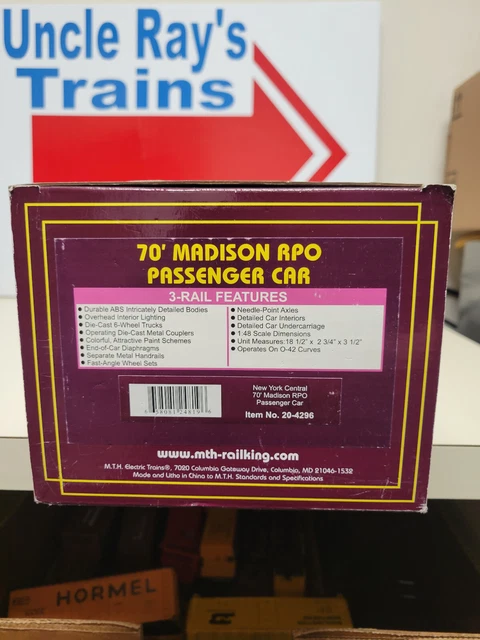 Uncle Ray's
Trains
70' MADISON RPO
PASSENGER CAR
3-RAIL FEATURES
• Durable ABS Intricately Detailed Bodies
• Overhead Interior Lighting
• Die-Cast 6-Wheel Trucks
• Operating Die-Cast Metal Couplers
• Colorful, Attractive Paint Schemes
• End-of-Car Diaphragms
• Separate Metal Handrails
• Fast-Angle Wheel Sets
• Needle-Point Axles
• Detailed Car Interiors
• Detailed Car Undercarriage
• 1:48 Scale Dimensions
• Unit Measures:18 1/2" x 2 3/4" x 3 1/2"
• Operates On O-42 Curves
New York Central
70' Madison RPO
Passenger Car
Item No. 20-4296
www.mth-railking.com
M.T.H. Electric Trains®, 7020 Columbia Gateway Drive, Columbia, MD 21046-1532
Made and Litho in China to M.T.H. Standards and Specifications
HORMEL